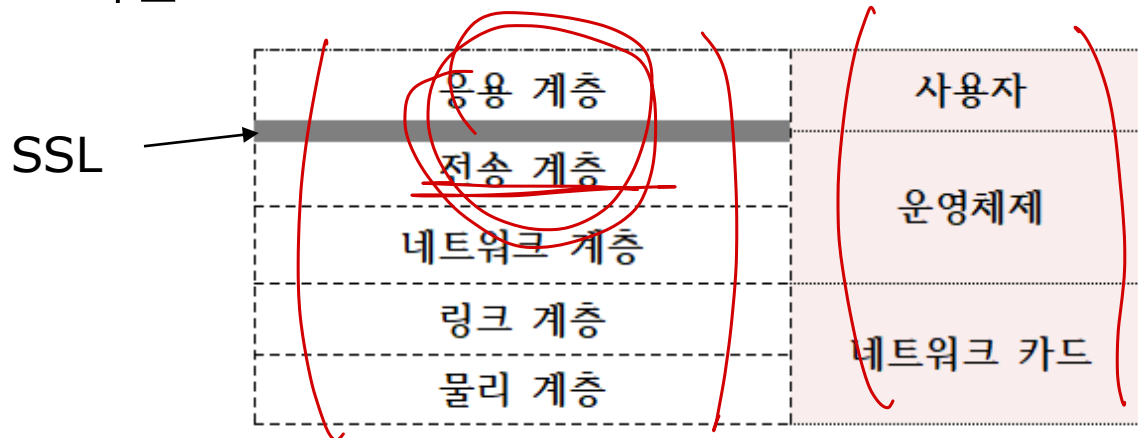 응용 계층
사용자
SSL
전송 계층
운영체제
네트워크 계층
링크 계층
네트워크 카드
물리 계층